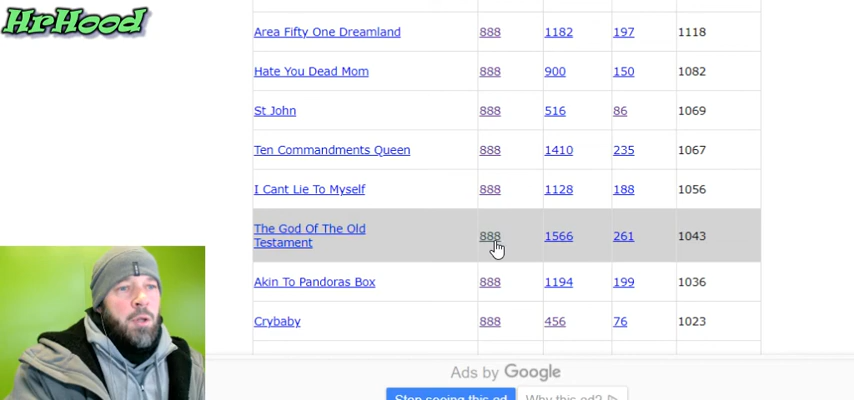 HrHood
Area Fifty One Dreamland 888 1182 197 1118
Hate You Dead Mom 888 900 150 1082
St John 888 516 86 1069
Ten Commandments Queen 888 1410 235 1067
I Cant Lie To Myself 888 1128 188 1056
The God Of The Old
Testament 888 1566 261 1043
Akin To Pandoras Box 888 1194 199 1036
Crybaby 888 456 76 1023
Ads by Google
Stop seeing this ad Why this ad?